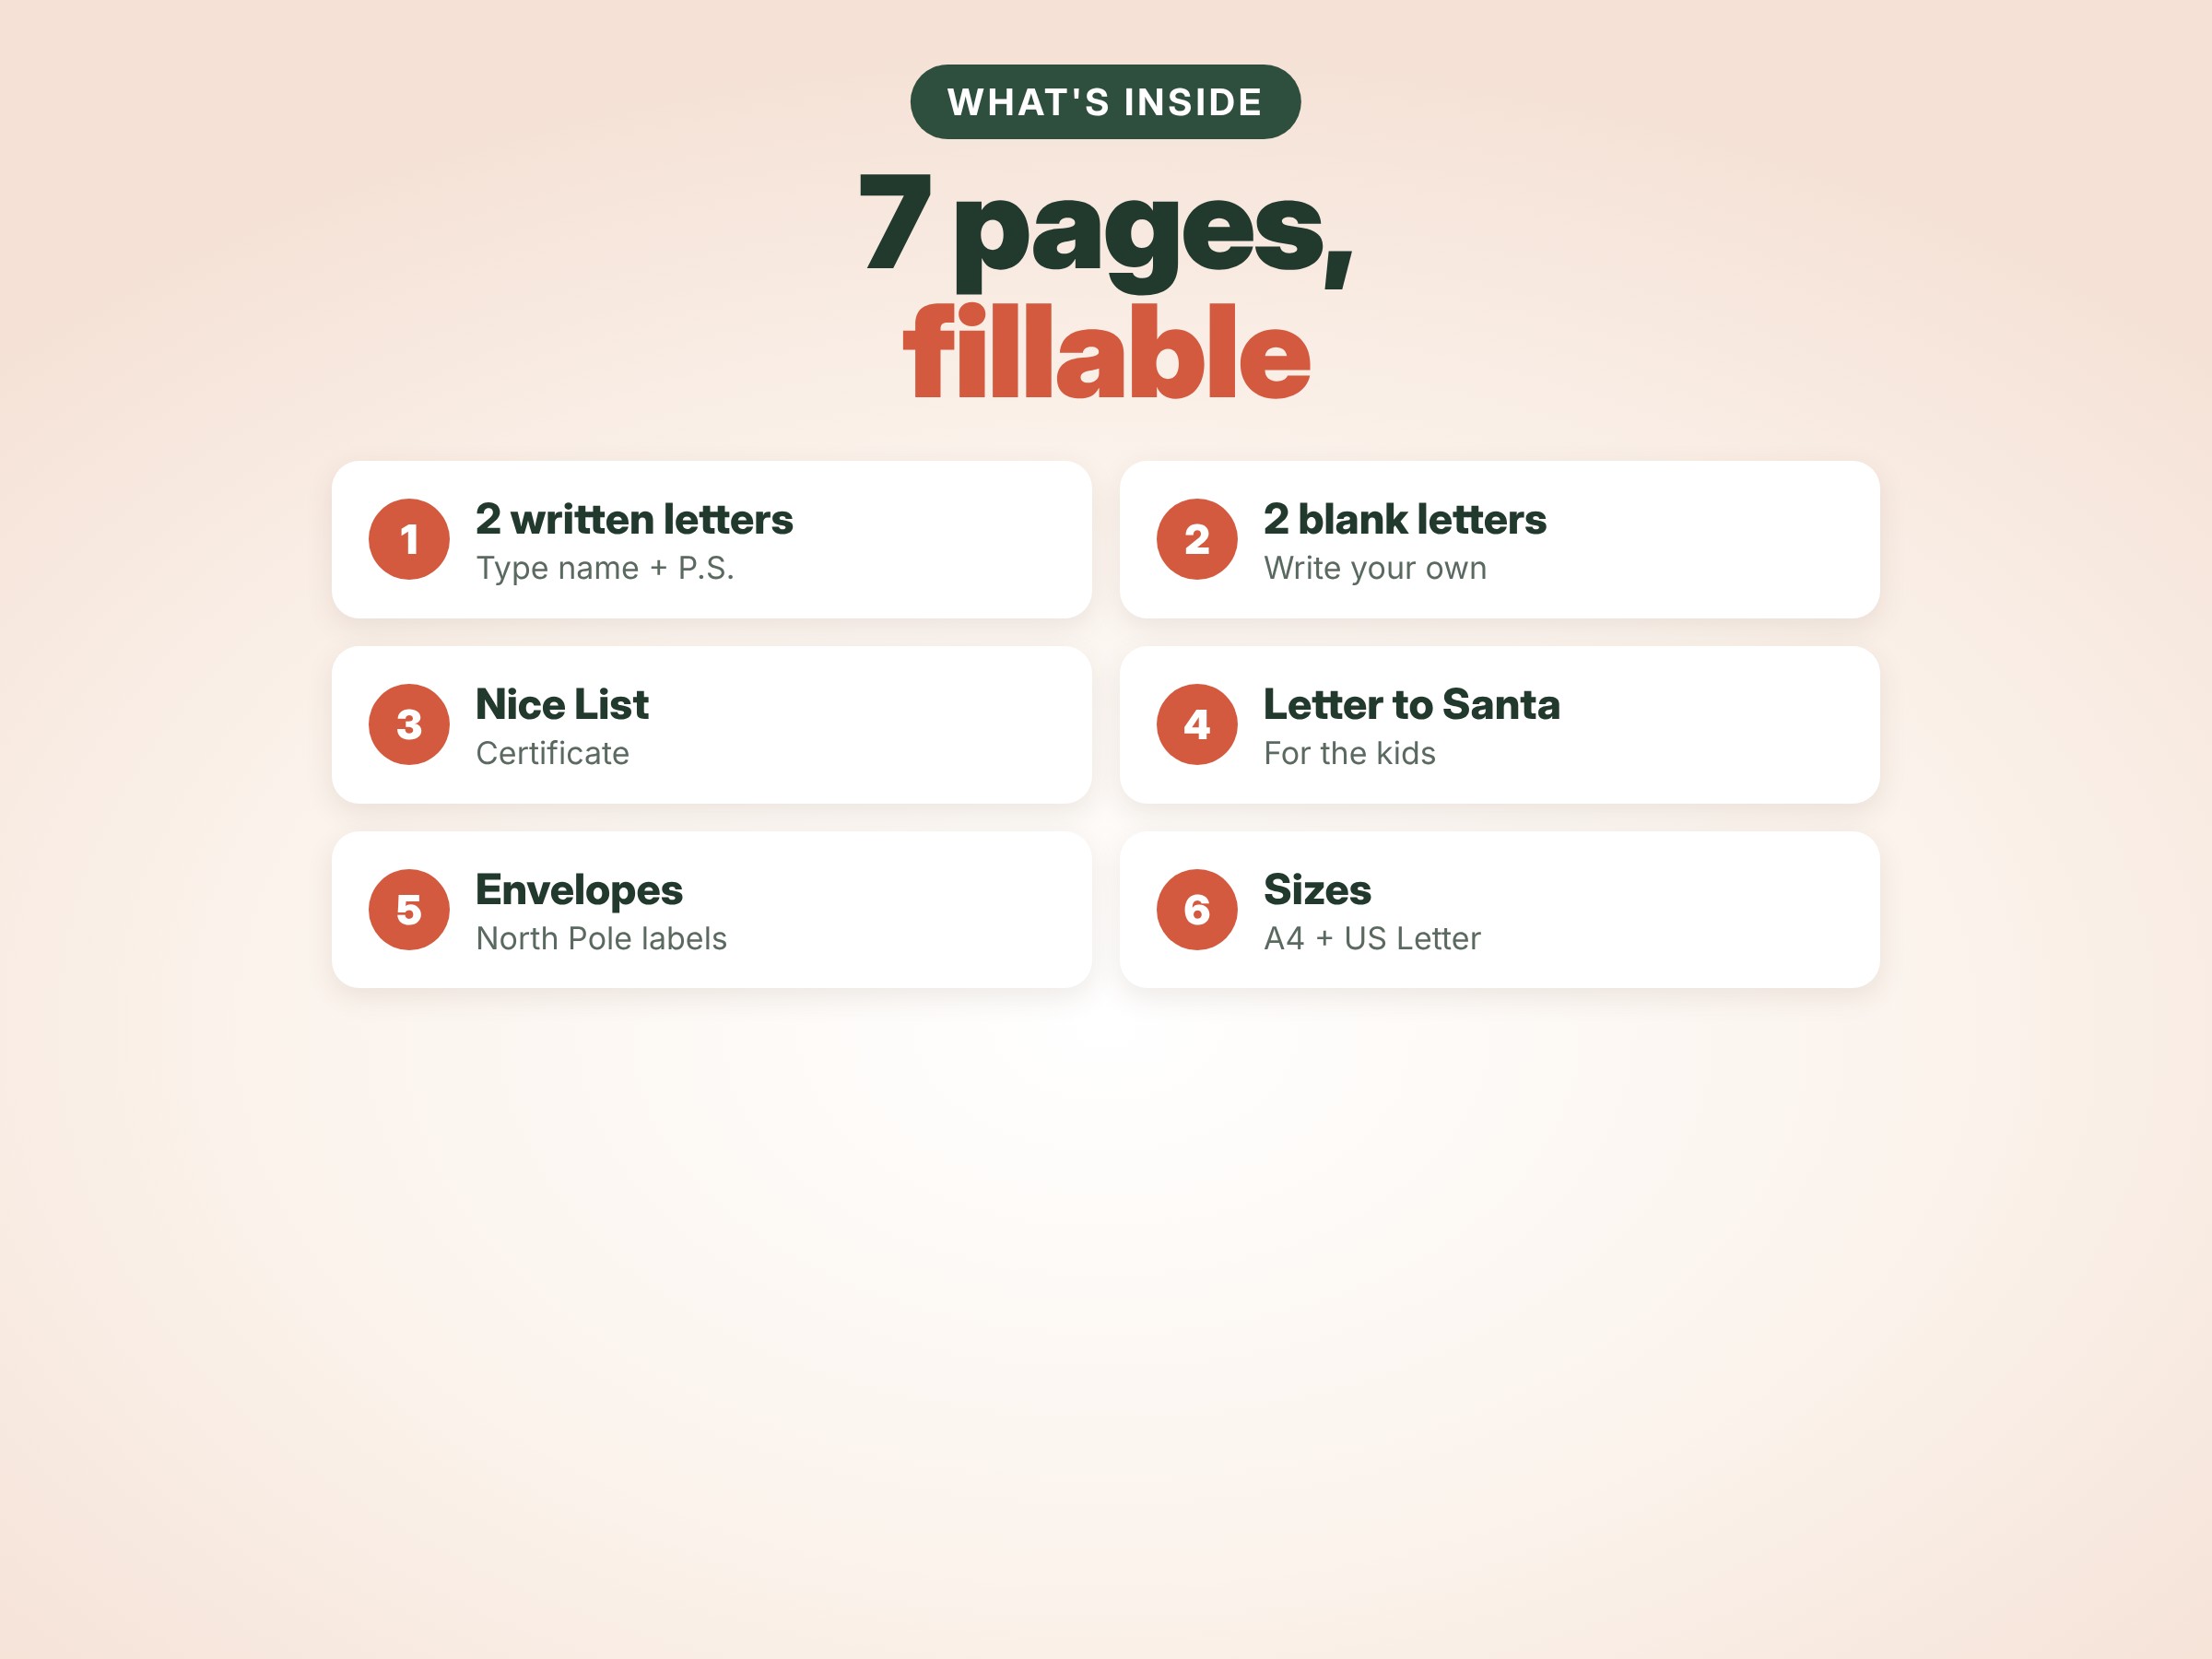 WHAT'S INSIDE
7 pages,
fillable
1
2 written letters
Type name + P.S.
2
2 blank letters
Write your own
3
Nice List
Certificate
4
Letter to Santa
For the kids
5
Envelopes
North Pole labels
6
Sizes
A4 + US Letter